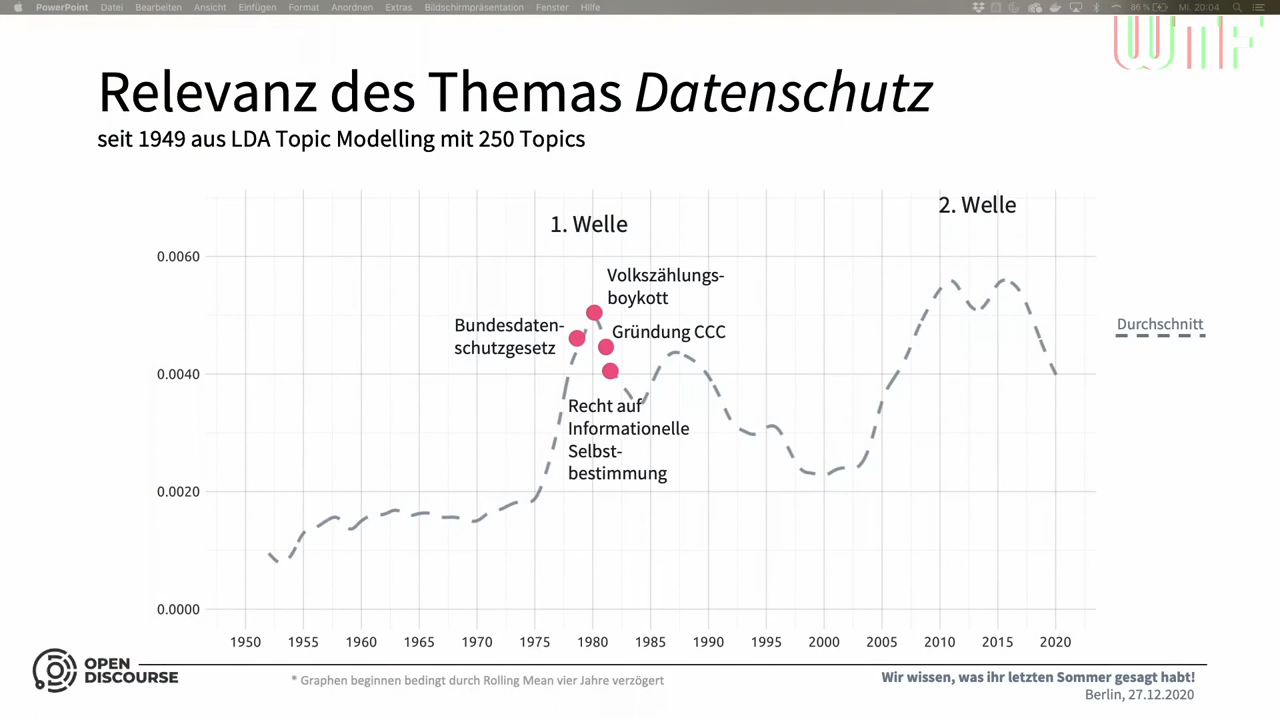 PowerPoint Datei Bearbeiten Ansicht Einfügen Format Anordnen Extras Bildschirmpräsentation Fenster Hilfe 86 % Mi. 20:04
Relevanz des Themas Datenschutz
seit 1949 aus LDA Topic Modelling mit 250 Topics
2. Welle
1. Welle
0.0060
Volkszählungs-
boykott
Bundesdaten-
schutzgesetz
Gründung CCC
Durchschnitt
0.0040
Recht auf
Informationelle
Selbst-
bestimmung
0.0020
0.0000
1950 1955 1960 1965 1970 1975 1980 1985 1990 1995 2000 2005 2010 2015 2020
OPEN
DISCOURSE
* Graphen beginnen bedingt durch Rolling Mean vier Jahre verzögert
Wir wissen, was ihr letzten Sommer gesagt habt!
Berlin, 27.12.2020